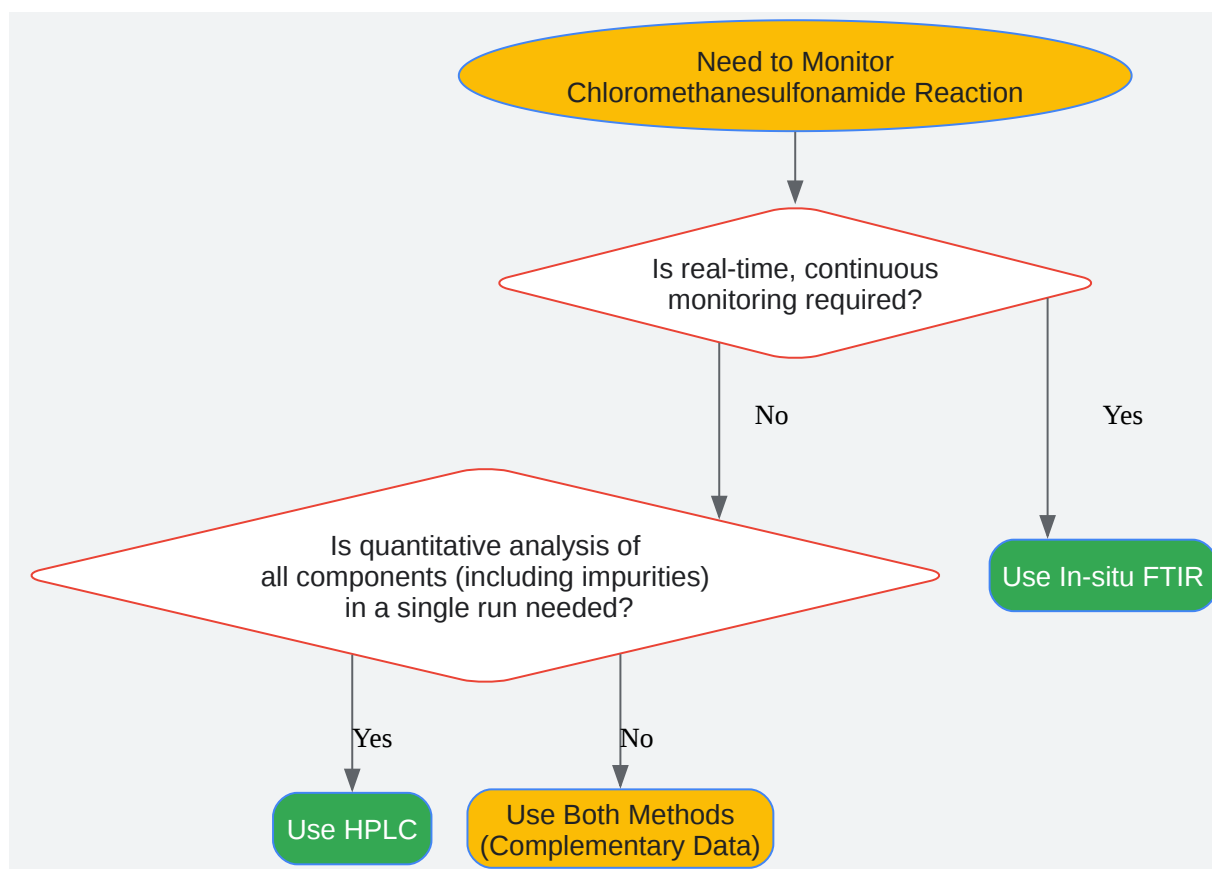 Need to Monitor
Chloromethanesulfonamide Reaction
Is real-time, continuous
monitoring required?
No
Yes
Is quantitative analysis of
all components (including impurities)
in a single run needed?
Use In-situ FTIR
Yes
No
Use HPLC
Use Both Methods
(Complementary Data)